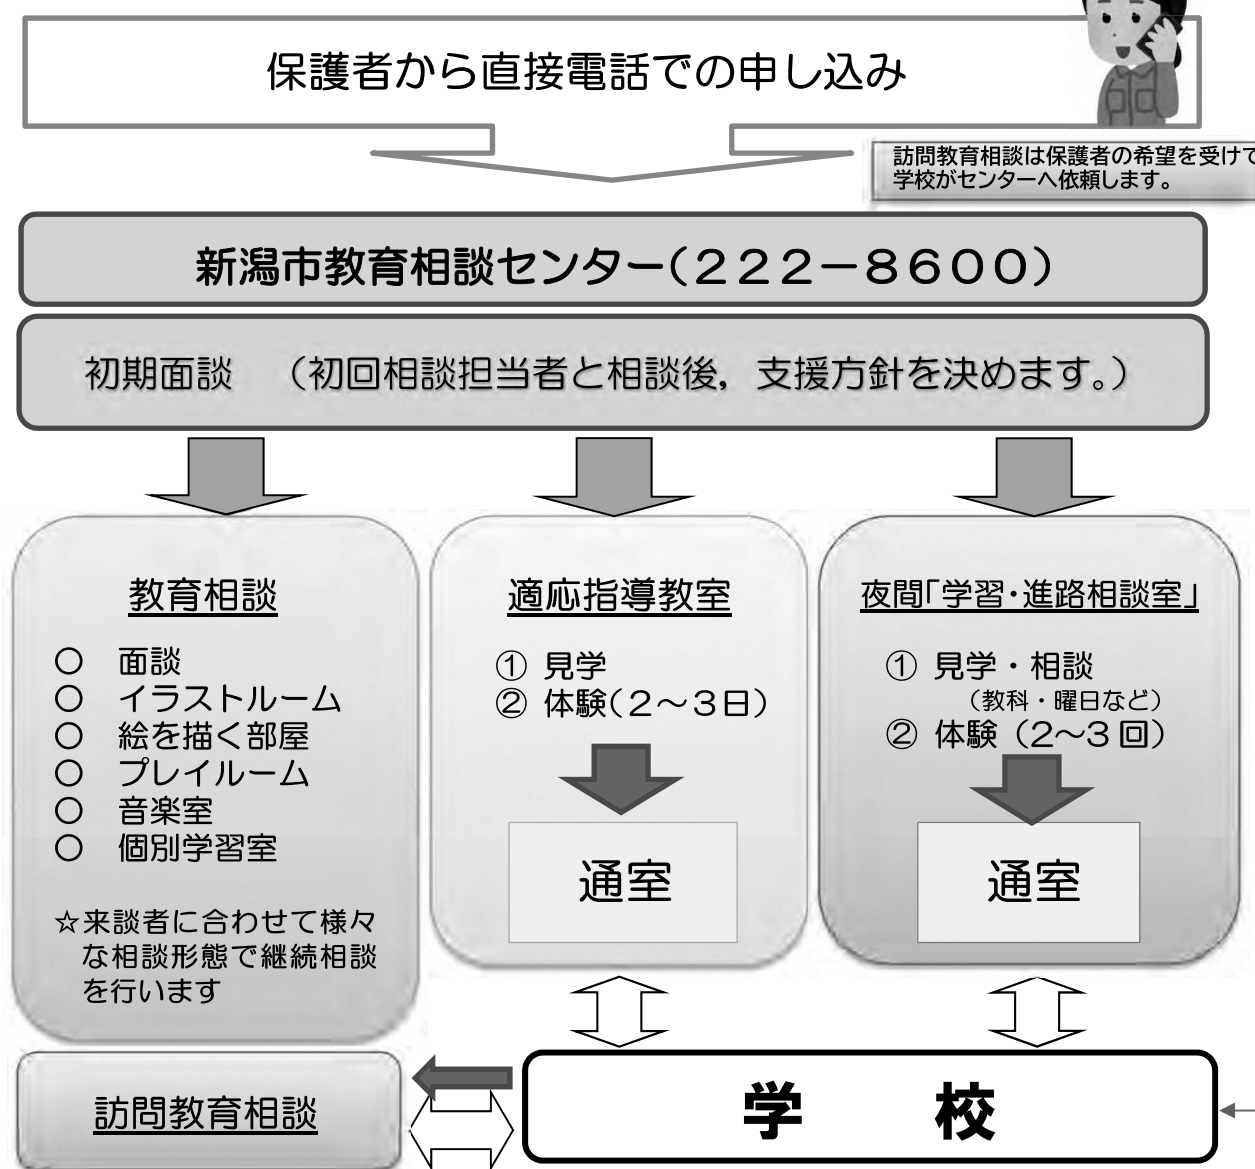 保護者から直接電話での申し込み
訪問教育相談は保護者の希望を受けて
学校がセンターへ依頼します。
新潟市教育相談センター(２２２－８６００)
初期面談　（初回相談担当者と相談後，支援方針を決めます。）
教育相談
○　面談
○　イラストルーム
○　絵を描く部屋
○　プレイルーム
○　音楽室
○　個別学習室
☆来談者に合わせて様々
な相談形態で継続相談
を行います
適応指導教室
① 見学
② 体験(２～３日)
通室
夜間｢学習･進路相談室｣
① 見学・相談
（教科・曜日など）
② 体験（２～３回）
通室
訪問教育相談
学　校